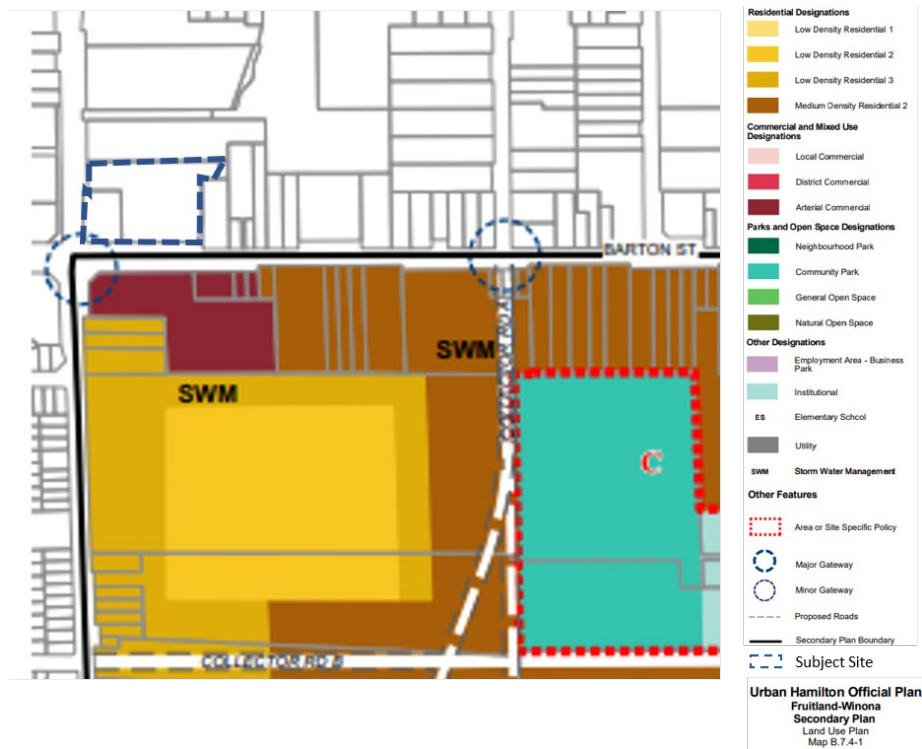 BARTON ST.
SWM
SWM
COLLECTOR RD A
C
COLLECTOR RD B
Residential Designations
Low Density Residential 1
Low Density Residential 2
Low Density Residential 3
Medium Density Residential 2
Commercial and Mixed Use
Designations
Local Commercial
District Commercial
Arterial Commercial
Parks and Open Space Designations
Neighbourhood Park
Community Park
General Open Space
Natural Open Space
Other Designations
Employment Area - Business
Park
Institutional
ES Elementary School
Utility
SWM Storm Water Management
Other Features
Area or Site Specific Policy
Major Gateway
Minor Gateway
Proposed Roads
Secondary Plan Boundary
Subject Site
Urban Hamilton Official Plan
Fruitland-Winona
Secondary Plan
Land Use Plan
Map B.7.4-1